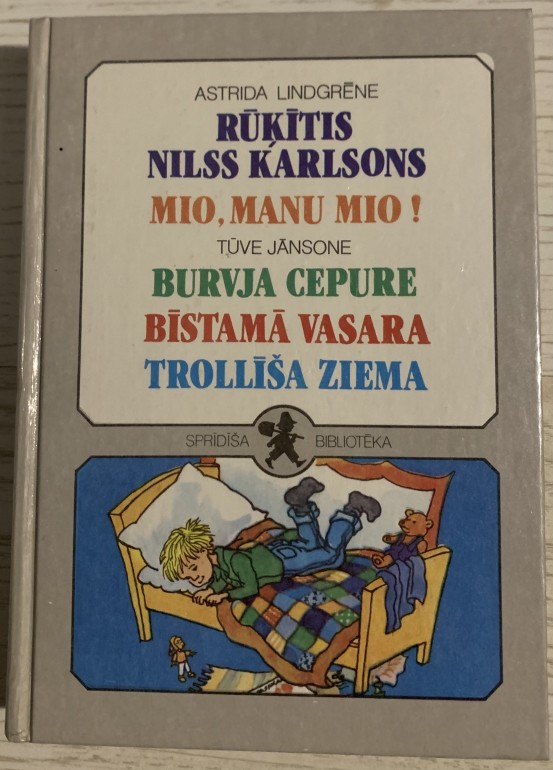 ASTRIDA LINDGRĒNE
RŪĶĪTIS
NILSS KARLSONS
MIO, MANU MIO !
TŪVE JĀNSONE
BURVJA CEPURE
BĪSTAMĀ VASARA
TROLLĪŠA ZIEMA
SPRĪDĪŠA BIBLIOTĒKA